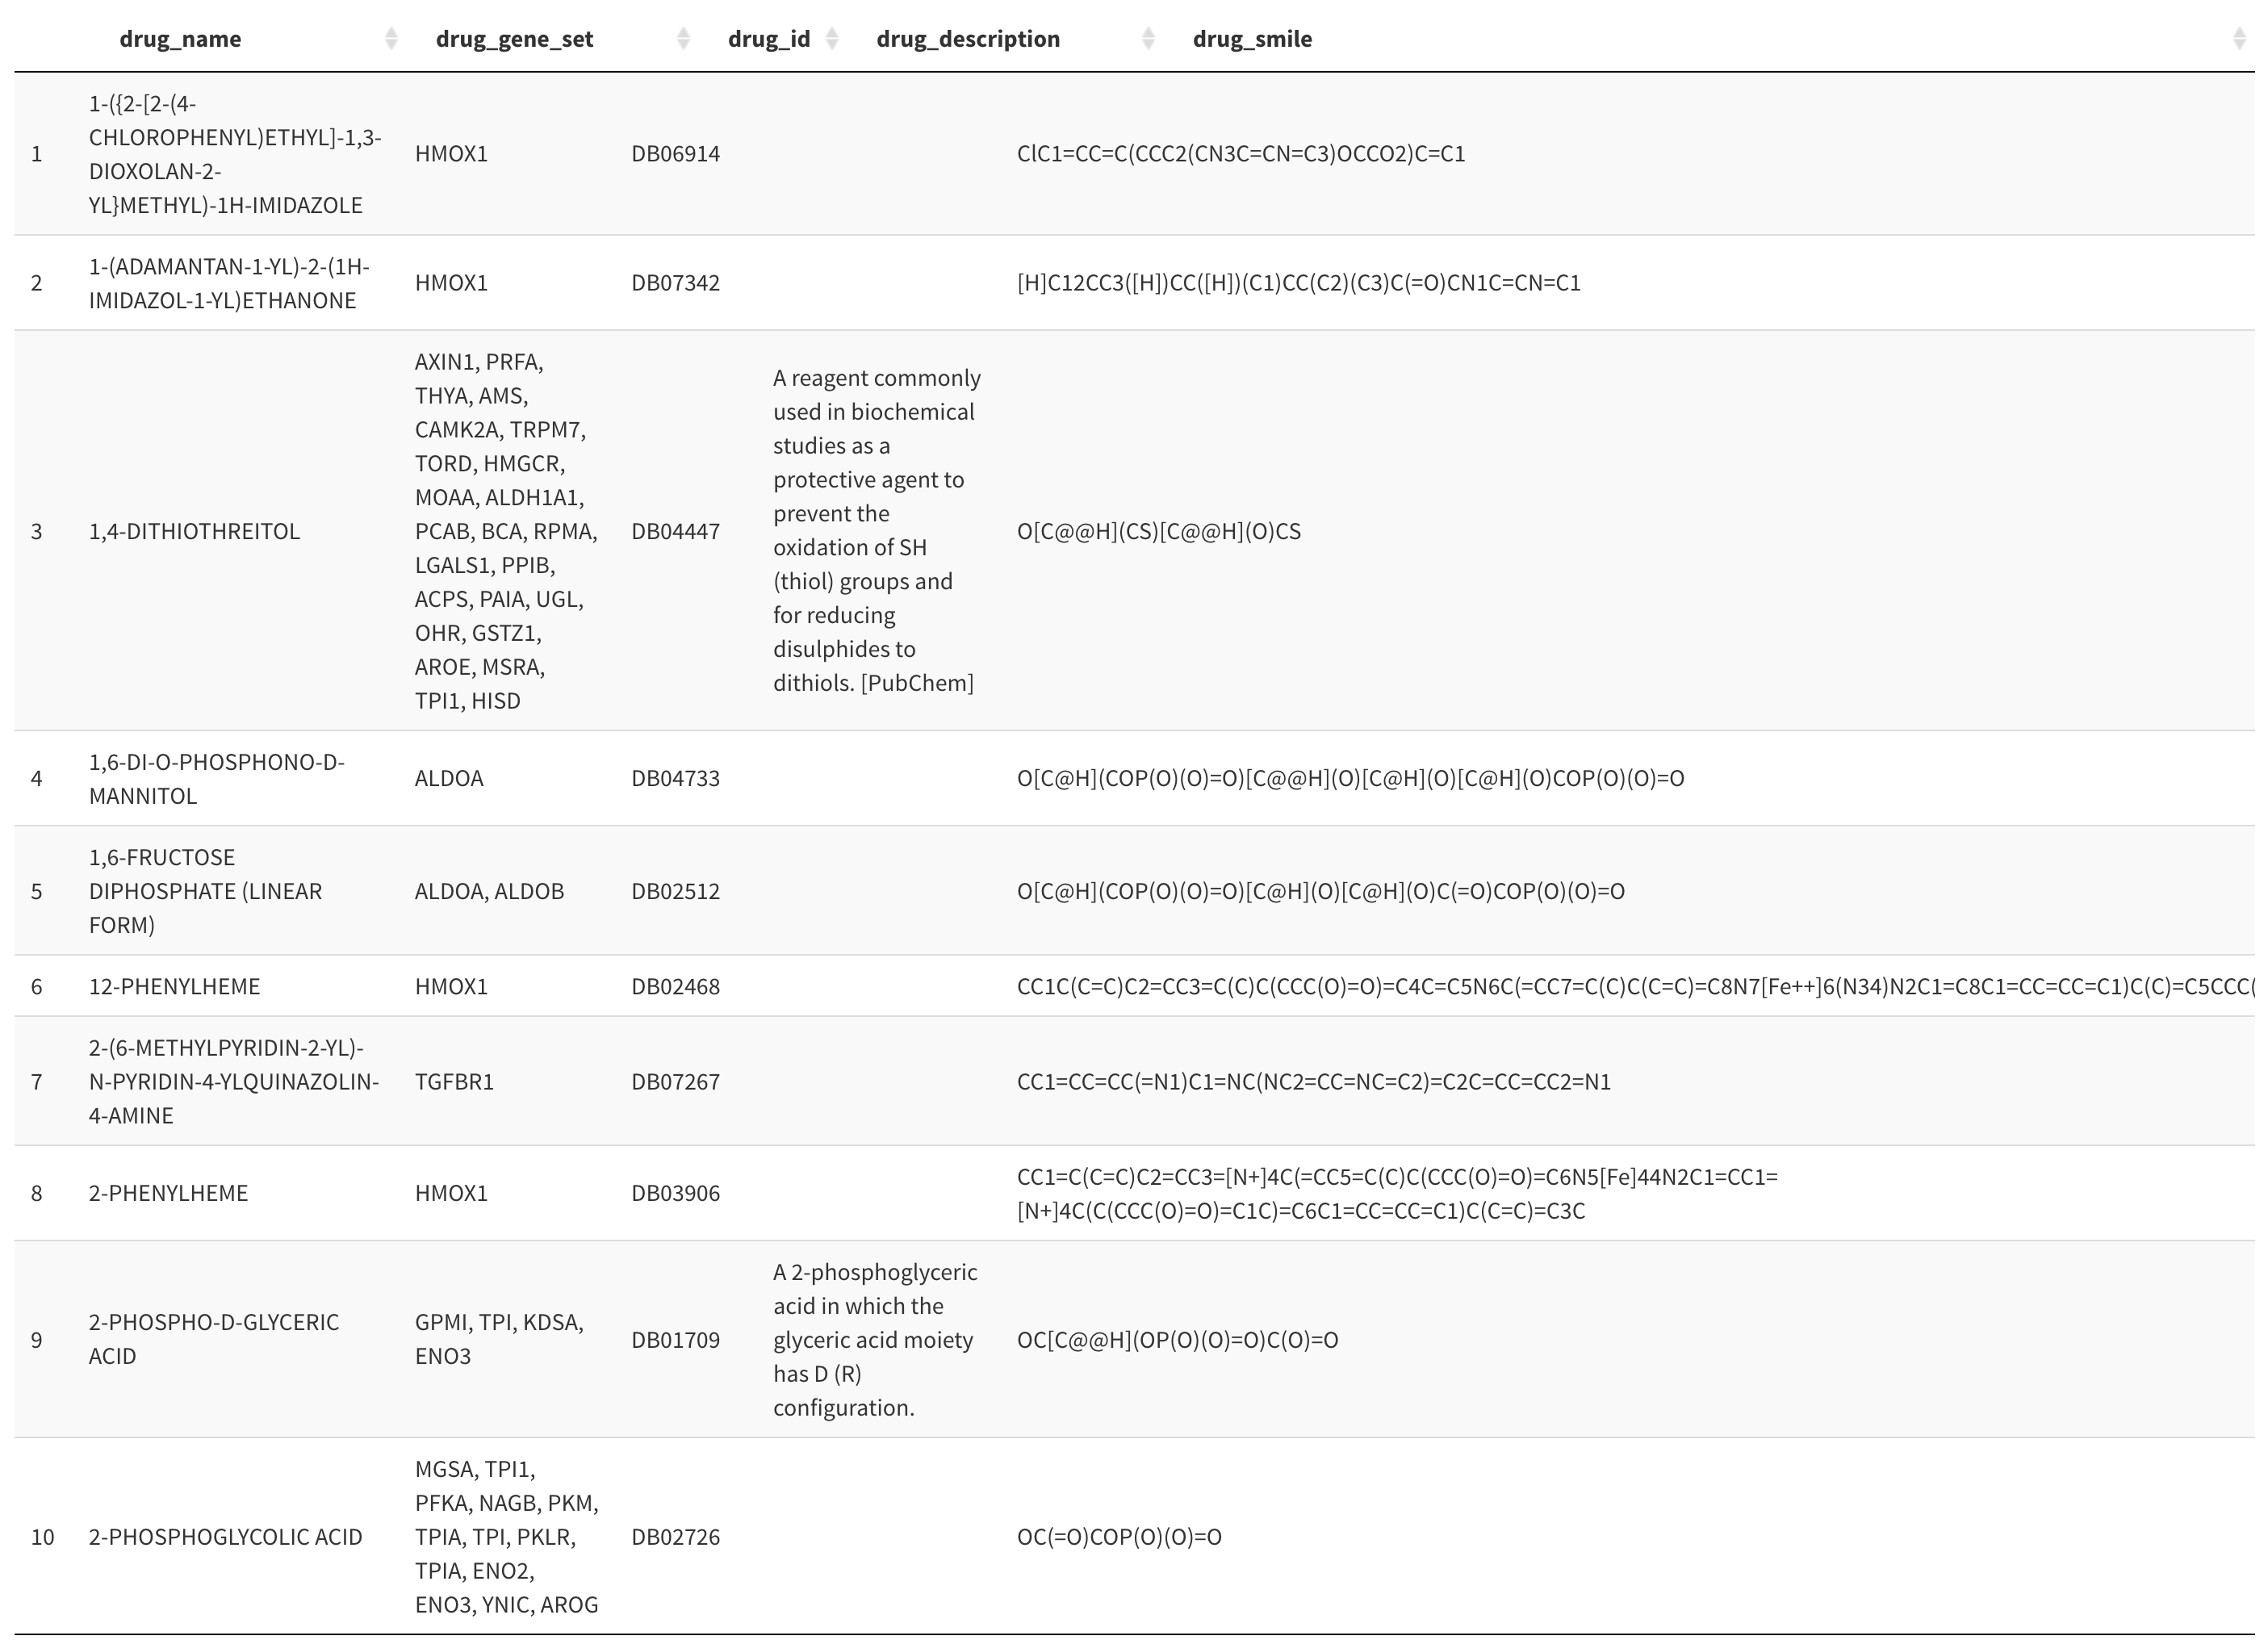 drug_name drug_gene_set drug_id drug_description drug_smile
1 1-({2-[2-(4-
CHLOROPHENYL)ETHYL]-1,3-
DIOXOLAN-2-
YL}METHYL)-1H-IMIDAZOLE HMOX1 DB06914 ClC1=CC=C(CCC2(CN3C=CN=C3)OCCO2)C=C1
2 1-(ADAMANTAN-1-YL)-2-(1H-
IMIDAZOL-1-YL)ETHANONE HMOX1 DB07342 [H]C12CC3([H])CC([H])(C1)CC(C2)(C3)C(=O)CN1C=CN=C1
3 1,4-DITHIOTHREITOL
AXIN1, PRFA,
THYA, AMS,
CAMK2A, TRPM7,
TORD, HMGCR,
MOAA, ALDH1A1,
PCAB, BCA, RPMA,
LGALS1, PPIB,
ACPS, PAIA, UGL,
OHR, GSTZ1,
AROE, MSRA,
TPI1, HISD
DB04447
A reagent commonly
used in biochemical
studies as a
protective agent to
prevent the
oxidation of SH
(thiol) groups and
for reducing
disulphides to
dithiols. [PubChem]
O[C@@H](CS)[C@@H](O)CS
4 1,6-DI-O-PHOSPHONO-D-
MANNITOL ALDOA DB04733 O[C@H](COP(O)(O)=O)[C@@H](O)[C@H](O)[C@H](O)COP(O)(O)=O
5 1,6-FRUCTOSE
DIPHOSPHATE (LINEAR
FORM) ALDOA, ALDOB DB02512 O[C@H](COP(O)(O)=O)[C@H](O)[C@H](O)C(=O)COP(O)(O)=O
6 12-PHENYLHEME HMOX1 DB02468 CC1C(C=C)C2=CC3=C(C)C(CCC(O)=O)=C4C=C5N6C(=CC7=C(C)C(C=C)=C8N7[Fe++]6(N34)N2C1=C8C1=CC=CC=C1)C(C)=C5CCC(
7 2-(6-METHYLPYRIDIN-2-YL)-
N-PYRIDIN-4-YLQUINAZOLIN-
4-AMINE TGFBR1 DB07267 CC1=CC=CC(=N1)C1=NC(NC2=CC=NC=C2)=C2C=CC=CC2=N1
8 2-PHENYLHEME HMOX1 DB03906
CC1=C(C=C)C2=CC3=[N+]4C(=CC5=C(C)C(CCC(O)=O)=C6N5[Fe]44N2C1=CC1=
[N+]4C(C(CCC(O)=O)=C1C)=C6C1=CC=CC=C1)C(C=C)=C3C
9 2-PHOSPHO-D-GLYCERIC
ACID
GPMI, TPI, KDSA,
ENO3
DB01709
A 2-phosphoglyceric
acid in which the
glyceric acid moiety
has D (R)
configuration.
OC[C@@H](OP(O)(O)=O)C(O)=O
10 2-PHOSPHOGLYCOLIC ACID
MGSA, TPI1,
PFKA, NAGB, PKM,
TPIA, TPI, PKLR,
TPIA, ENO2,
ENO3, YNIC, AROG
DB02726
OC(=O)COP(O)(O)=O